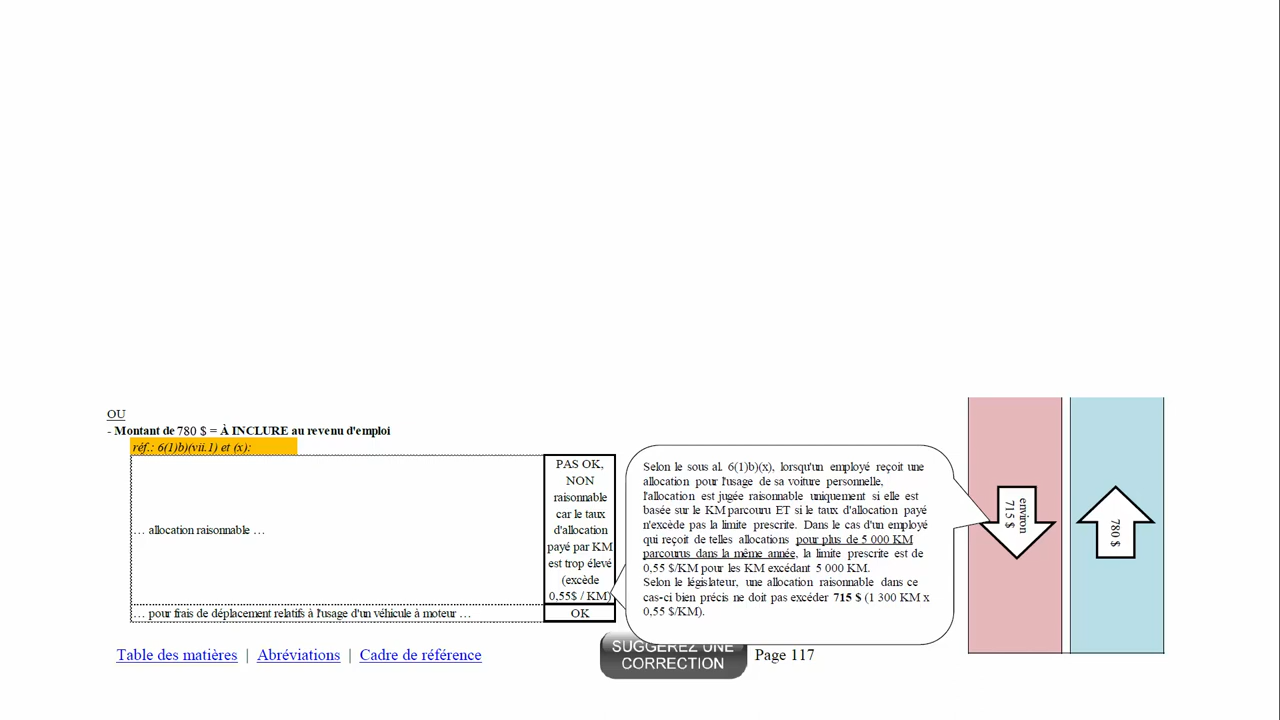 OU
- Montant de 780 $ = À INCLURE au revenu d'emploi
réf.: 6(1)b)(vii.1) et (x):
… allocation raisonnable …
PAS OK,
NON
raisonnable
car le taux
d'allocation
payé par KM
est trop élevé
(excède
0,55$ / KM)
… pour frais de déplacement relatifs à l'usage d'un véhicule à moteur …
OK
Selon le sous al. 6(1)b)(x), lorsqu'un employé reçoit une
allocation pour l'usage de sa voiture personnelle,
l'allocation est jugée raisonnable uniquement si elle est
basée sur le KM parcouru ET si le taux d'allocation payé
n'excède pas la limite prescrite. Dans le cas d'un employé
qui reçoit de telles allocations pour plus de 5 000 KM
parcourus dans la même année, la limite prescrite est de
0,55 $/KM pour les KM excédant 5 000 KM.
Selon le législateur, une allocation raisonnable dans ce
cas-ci bien précis ne doit pas excéder 715 $ (1 300 KM x
0,55 $/KM).
environ
715 $
780 $
Table des matières | Abréviations | Cadre de référence
SUGGEREZ UNE
CORRECTION
Page 117